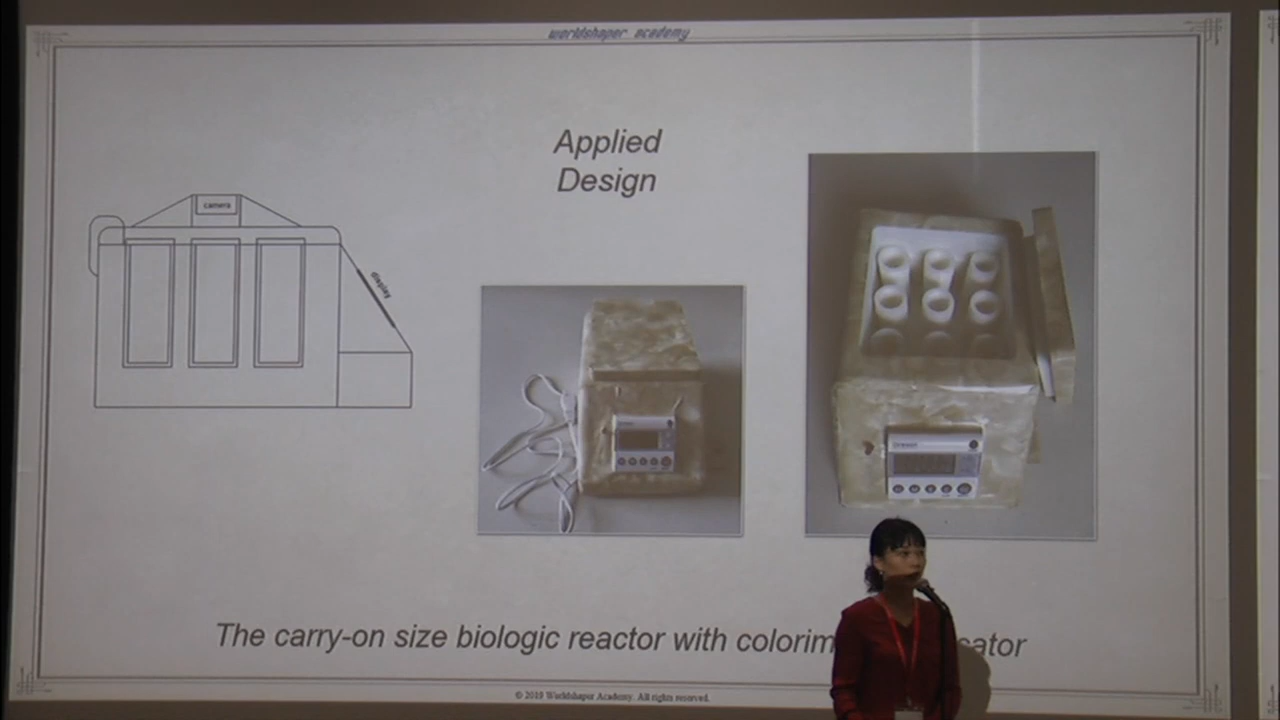 worldshaper academy
Applied
Design
camera
display
The carry-on size biologic reactor with colorim cator
© 2019 Worldshaper Academy. All rights reserved.